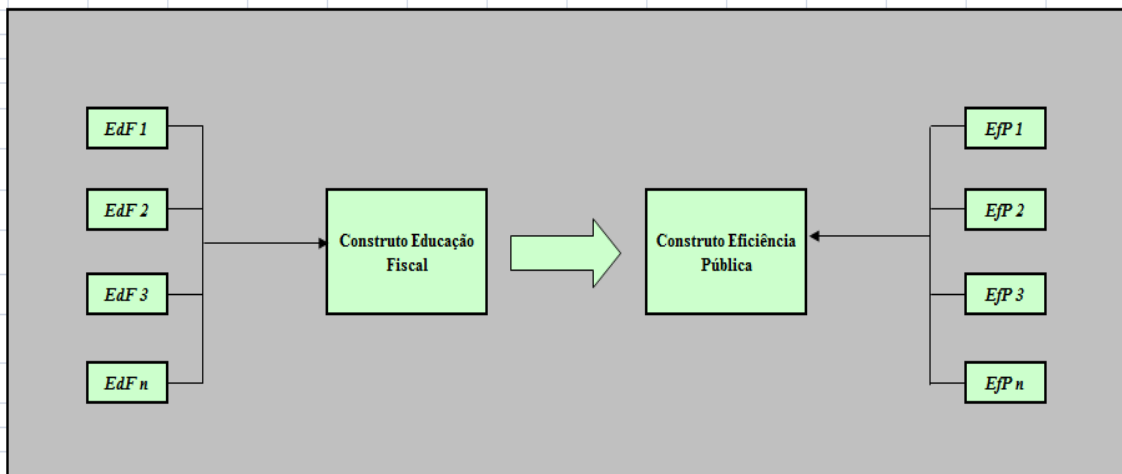 EdF 1
EdF 2
EdF 3
EdF n
Construto Educação
Fiscal
Construto Eficiência
Pública
EfP 1
EfP 2
EfP 3
EfP n